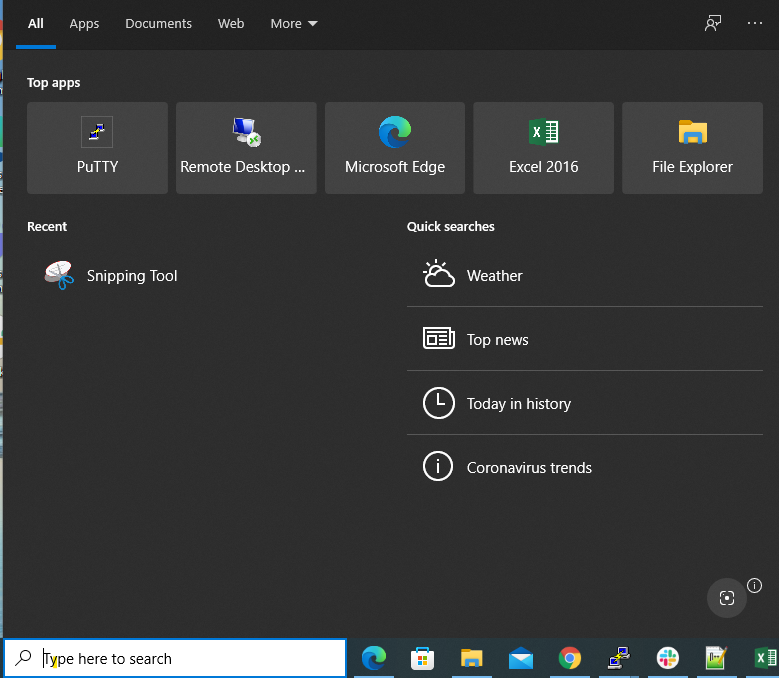 All Apps Documents Web More
Top apps
PuTTY Remote Desktop ... Microsoft Edge Excel 2016 File Explorer
Recent Quick searches
Snipping Tool Weather
Top news
Today in history
Coronavirus trends
Type here to search